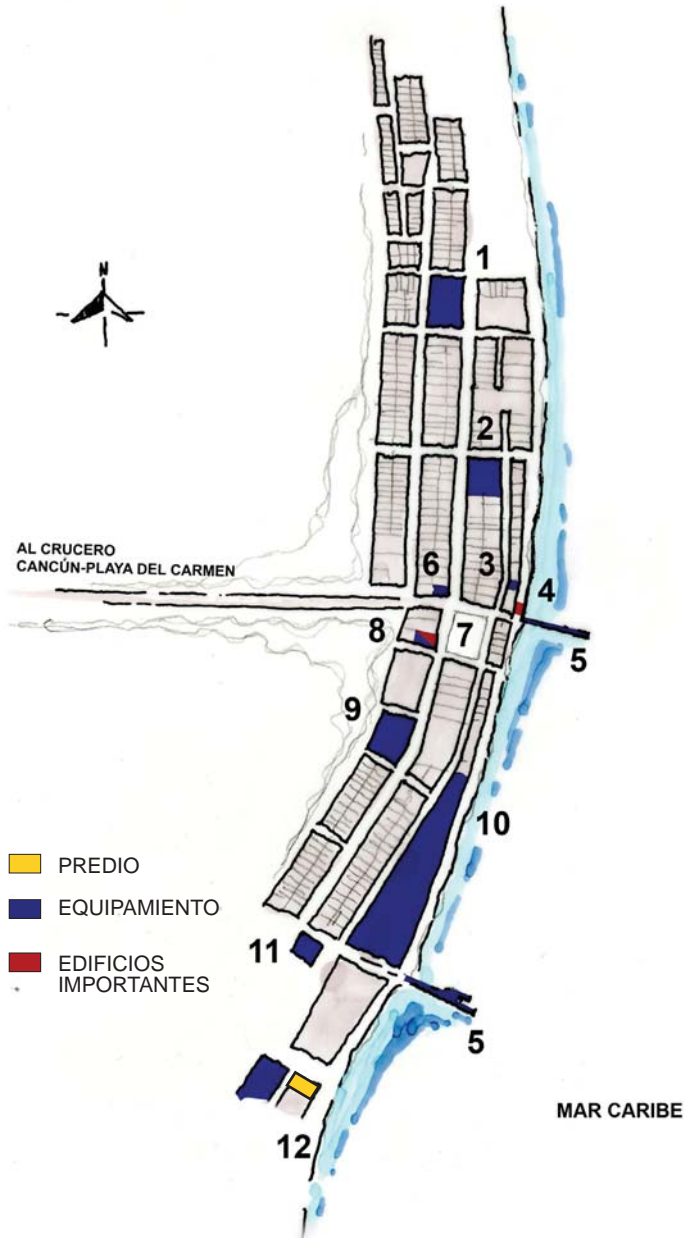 N
1
2
AL CRUCERO
CANCÚN-PLAYA DEL CARMEN
6
3
4
8
7
5
9
10
PREDIO
EQUIPAMIENTO
11
EDIFICIOS
IMPORTANTES
5
MAR CARIBE
12